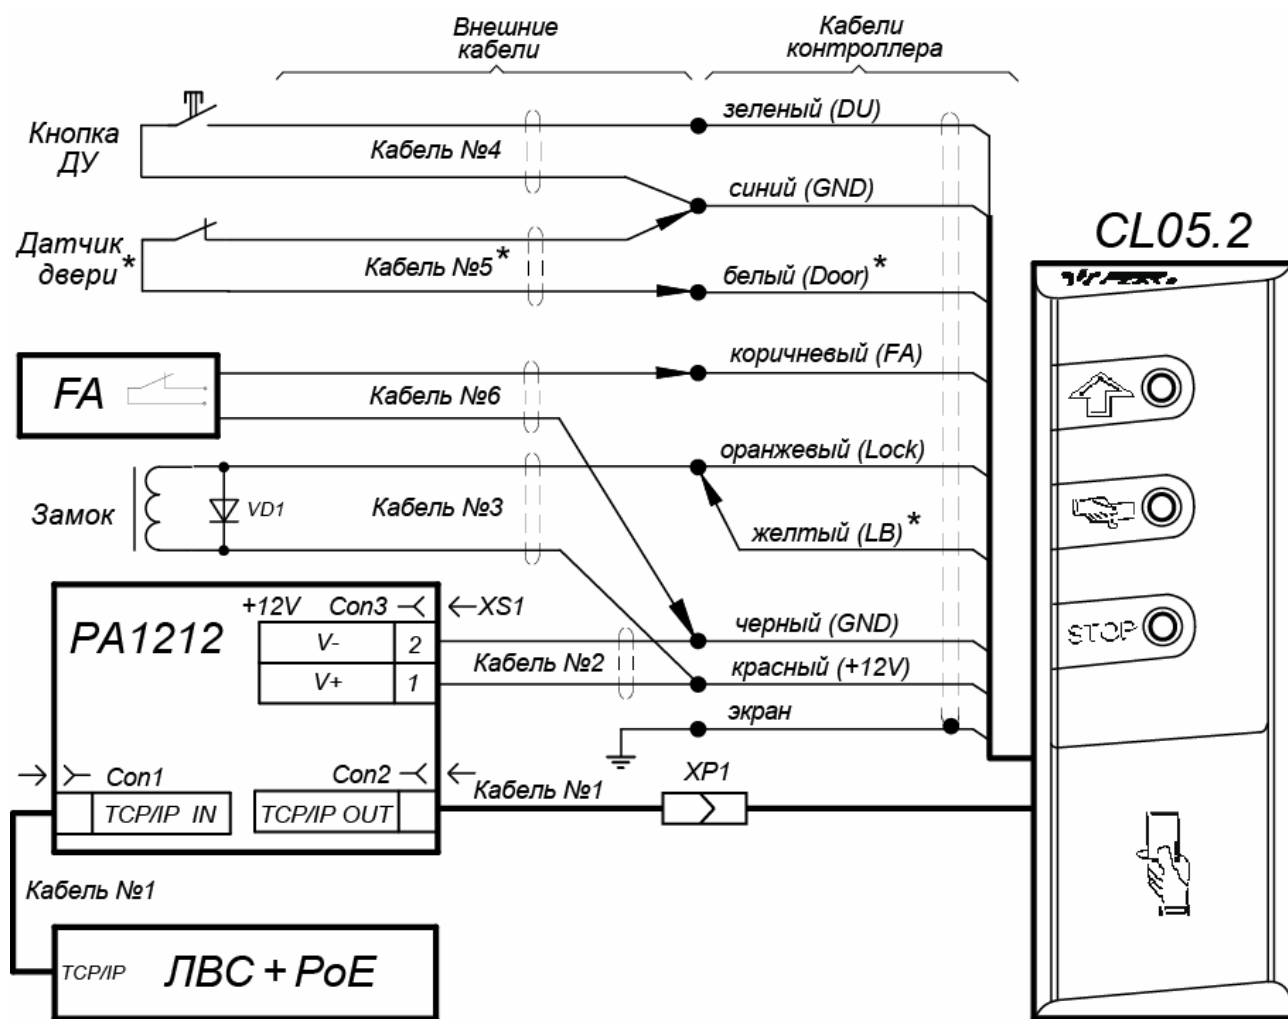 Внешние
кабели
Кабели
контроллера
зеленый (DU)
Кнопка
ДУ
Кабель №4
синий (GND)
CL05.2
Датчик
двери*
Кабель №5*
белый (Door)*
коричневый (FA)
FA
Кабель №6
оранжевый (Lock)
Замок
VD1
Кабель №3
желтый (LB)*
PA1212
+12V Con3
XS1
V- 2
V+ 1
Кабель №2
черный (GND)
красный (+12V)
STOP
экран
Con1
Con2
Кабель №1
XP1
TCP/IP IN
TCP/IP OUT
Кабель №1
TCP/IP
ЛВС + PoE